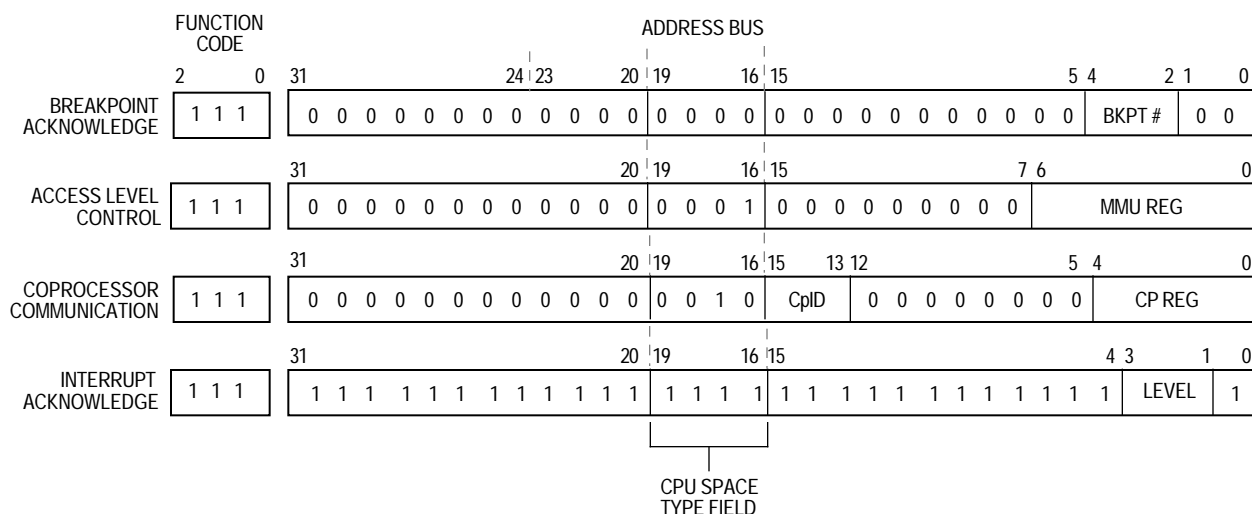 FUNCTION
CODE
ADDRESS BUS
2 0 31 24 23 20 19 16 15 5 4 2 1 0
BREAKPOINT
ACKNOWLEDGE
1 1 1 0 0 0 0 0 0 0 0 0 0 0 0 0 0 0 0 0 0 0 0 0 0 0 0 0 0 0 BKPT # 0 0
31 20 19 16 15 7 6 0
ACCESS LEVEL
CONTROL
1 1 1 0 0 0 0 0 0 0 0 0 0 0 0 0 0 0 1 0 0 0 0 0 0 0 0 0 MMU REG
31 20 19 16 15 13 12 5 4 0
COPROCESSOR
COMMUNICATION
1 1 1 0 0 0 0 0 0 0 0 0 0 0 0 0 0 1 0 CpID 0 0 0 0 0 0 0 0 CP REG
31 20 19 16 15 4 3 1 0
INTERRUPT
ACKNOWLEDGE
1 1 1 1 1 1 1 1 1 1 1 1 1 1 1 1 1 1 1 1 1 1 1 1 1 1 1 1 1 1 1 LEVEL 1
CPU SPACE
TYPE FIELD